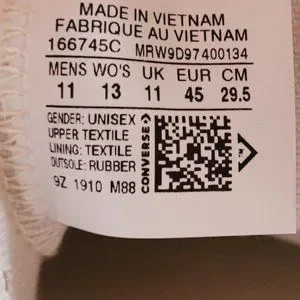 MADE IN VIETNAM
FABRIQUE AU VIETNAM
166745C MRW9D97400134
MENS WO'S UK EUR CM
11 13 11 45 29.5
GENDER: UNISEX
UPPER TEXTILE
LINING: TEXTILE
OUTSOLE: RUBBER
9Z 1910 M88
CONVERSE